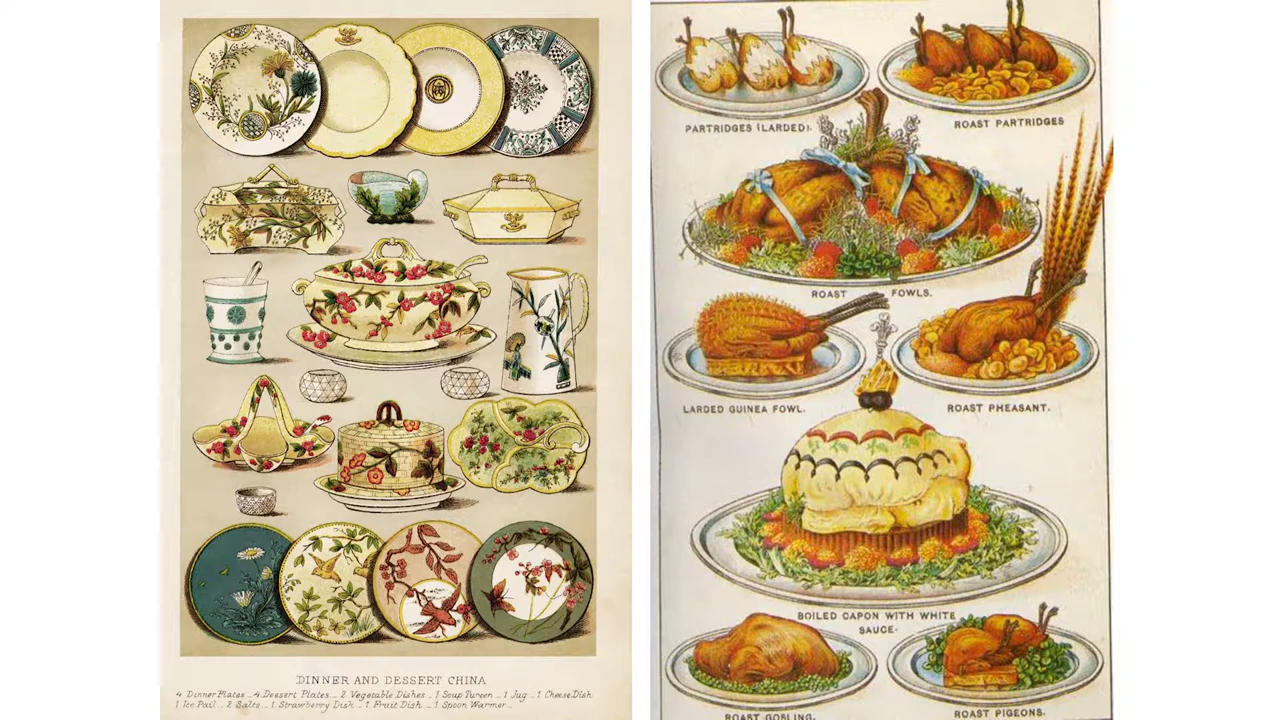 DINNER AND DESSERT CHINA
4 Dinner Plates _ 4 Dessert Plates _ 2 Vegetable Dishes _ 1 Soup Tureen _ 1 Jug _ 1 Cheese Dish
1 Ice Pail _ 2 Salts _ 1 Strawberry Dish _ 1 Fruit Dish _ 1 Spoon Warmer _
PARTRIDGES (LARDED).
ROAST PARTRIDGES
ROAST FOWLS.
LARDED GUINEA FOWL.
ROAST PHEASANT.
BOILED CAPON WITH WHITE
SAUCE.
ROAST GOSLING.
ROAST PIGEONS.